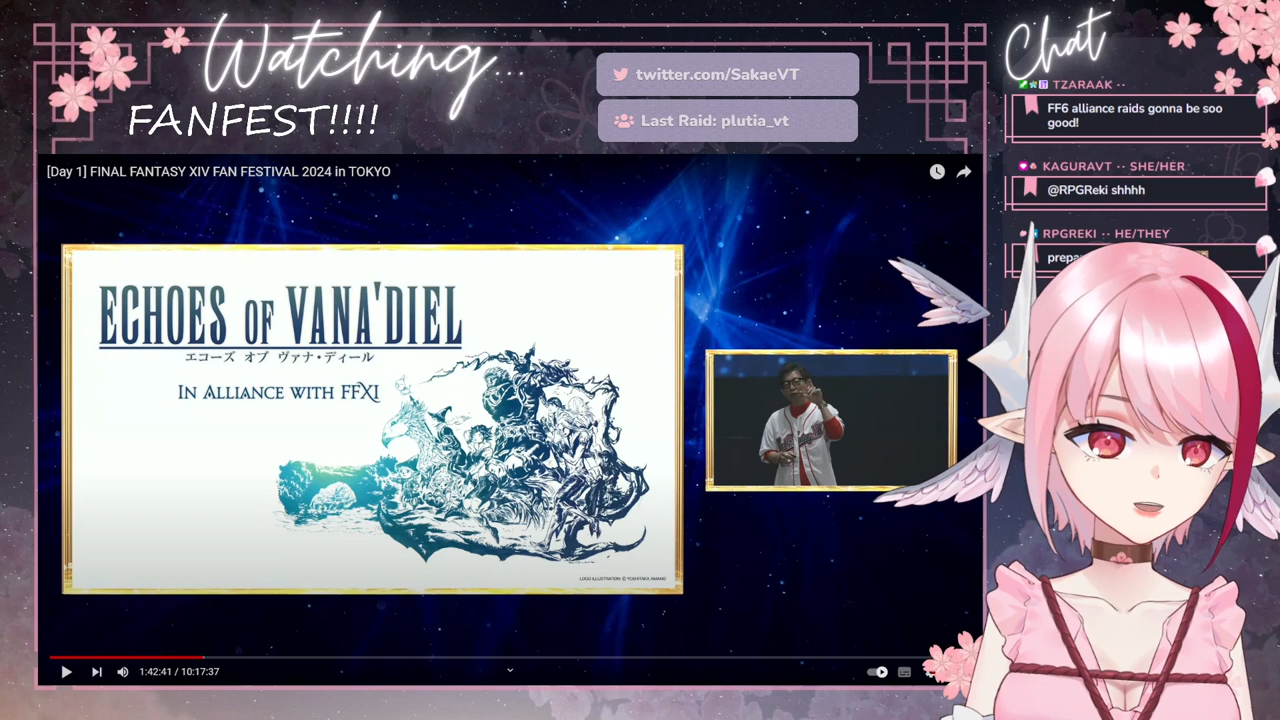 Watching...
FANFEST!!!!
twitter.com/SakaeVT
Last Raid: plutia_vt
[Day 1] FINAL FANTASY XIV FAN FESTIVAL 2024 in TOKYO
ECHOES OF VANA'DIEL
エコーズ オブ ヴァナ・ディール
IN ALLIANCE WITH FFXI
LOGO ILLUSTRATION: © YOSHITAKA AMANO
1:42:41 / 10:17:37
Chat
TZARAAK ··
FF6 alliance raids gonna be soo
good!
KAGURAVT ·· SHE/HER
@RPGReki shhhh
RPGREKI ·· HE/THEY